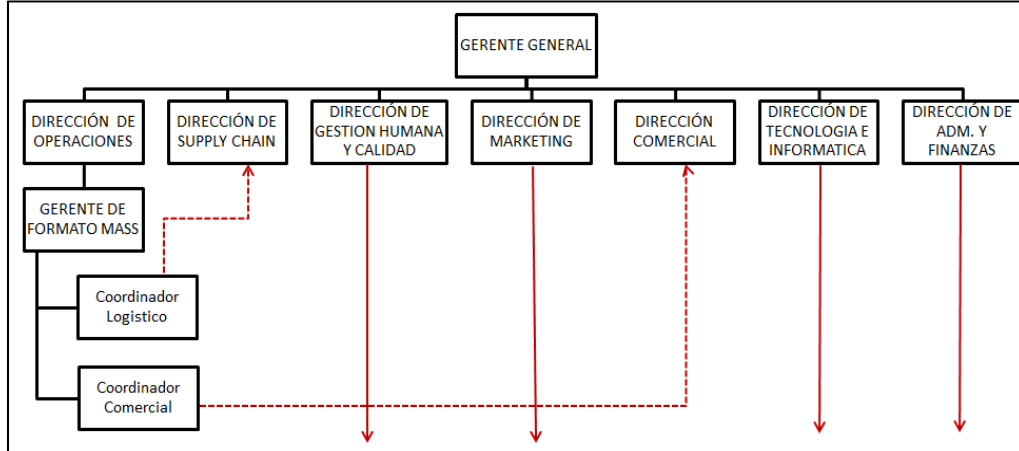 GERENTE GENERAL
DIRECCIÓN DE
OPERACIONES
DIRECCIÓN DE
SUPPLY CHAIN
DIRECCIÓN DE
GESTION HUMANA
Y CALIDAD
DIRECCIÓN DE
MARKETING
DIRECCIÓN
COMERCIAL
DIRECCIÓN DE
TECNOLOGIA E
INFORMATICA
DIRECCIÓN DE
ADM. Y
FINANZAS
GERENTE DE
FORMATO MASS
Coordinador
Logistico
Coordinador
Comercial